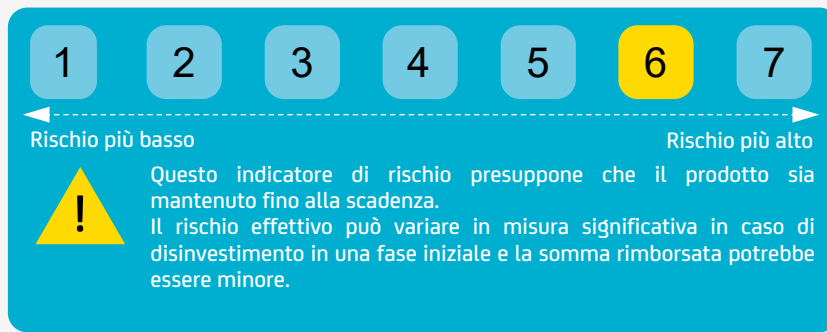 1 2 3 4 5 6 7
Rischio più basso Rischio più alto
! Questo indicatore di rischio presuppone che il prodotto sia
mantenuto fino alla scadenza.
Il rischio effettivo può variare in misura significativa in caso di
disinvestimento in una fase iniziale e la somma rimborsata potrebbe
essere minore.